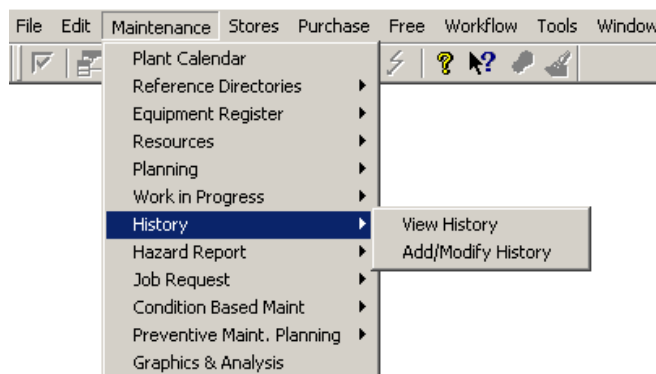 File Edit Maintenance Stores Purchase Free Workflow Tools Window
Plant Calendar
Reference Directories
Equipment Register
Resources
Planning
Work in Progress
History
View History
Hazard Report
Add/Modify History
Job Request
Condition Based Maint
Preventive Maint. Planning
Graphics & Analysis